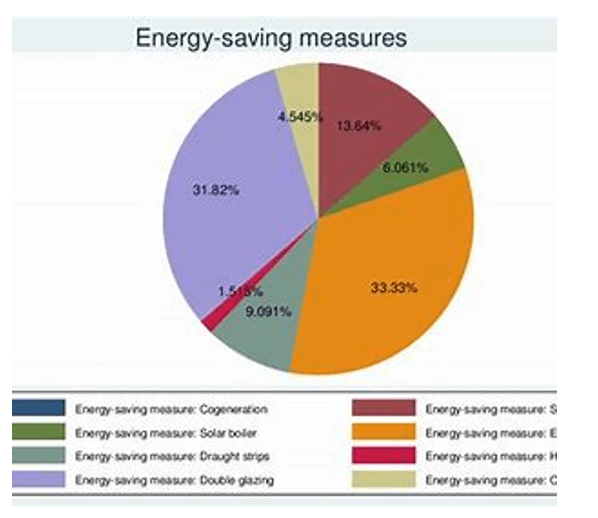 Energy-saving measures
4.545%
13.64%
6.061%
31.82%
33.33%
1.515%
9.091%
Energy-saving measure: Cogeneration
Energy-saving measure: S
Energy-saving measure: Solar boiler
Energy-saving measure: E
Energy-saving measure: Draught strips
Energy-saving measure: H
Energy-saving measure: Double glazing
Energy-saving measure: C